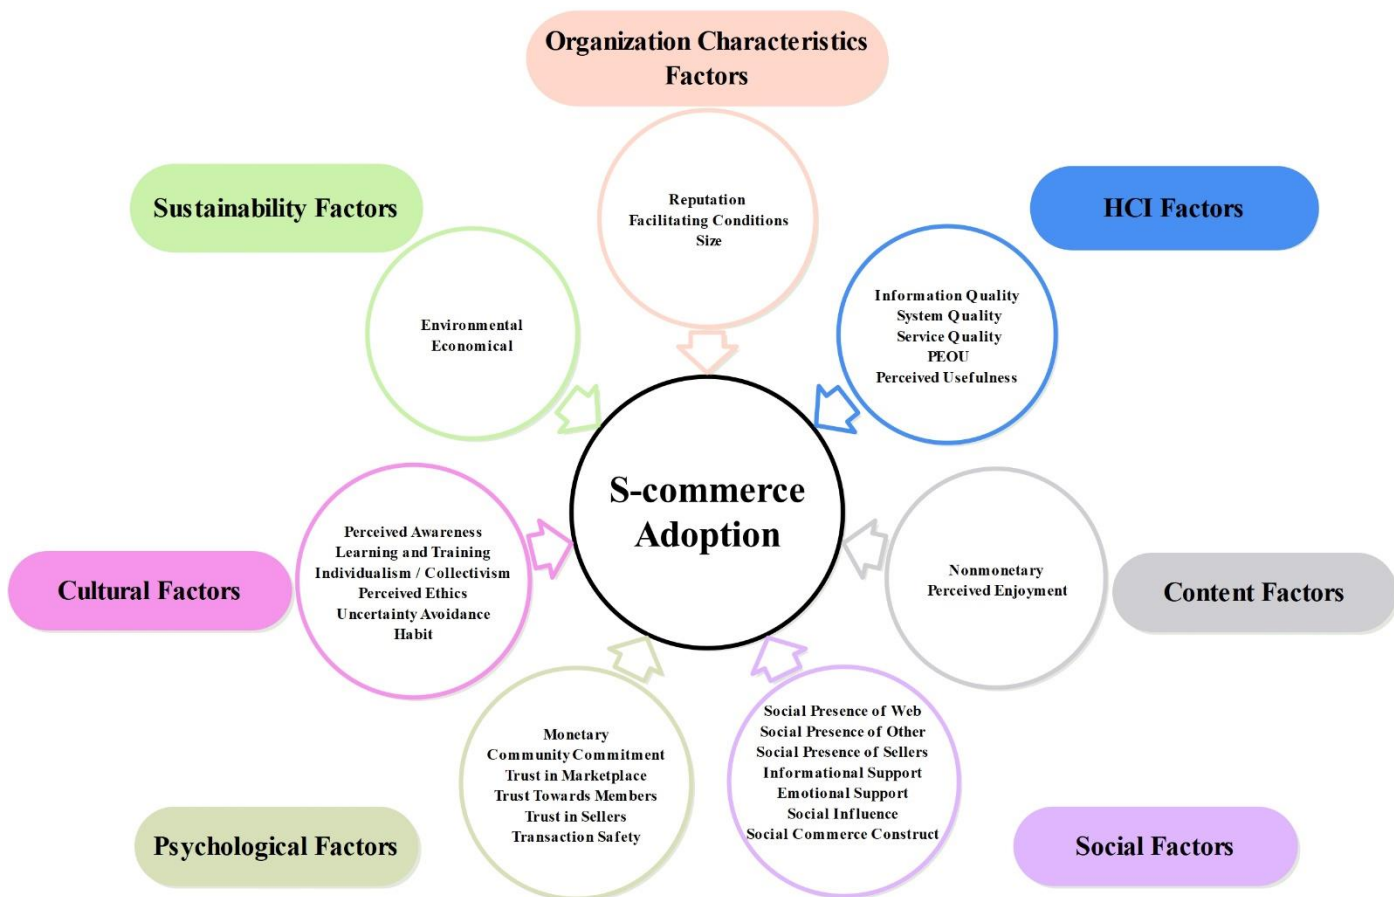 Organization Characteristics
Factors
Reputation
Facilitating Conditions
Size
Sustainability Factors
Environmental
Economical
HCI Factors
Information Quality
System Quality
Service Quality
PEOU
Perceived Usefulness
S-commerce
Adoption
Cultural Factors
Perceived Awareness
Learning and Training
Individualism / Collectivism
Perceived Ethics
Uncertainty Avoidance
Habit
Nonmonetary
Perceived Enjoyment
Content Factors
Psychological Factors
Monetary
Community Commitment
Trust in Marketplace
Trust Towards Members
Trust in Sellers
Transaction Safety
Social Presence of Web
Social Presence of Other
Social Presence of Sellers
Informational Support
Emotional Support
Social Influence
Social Commerce Construct
Social Factors